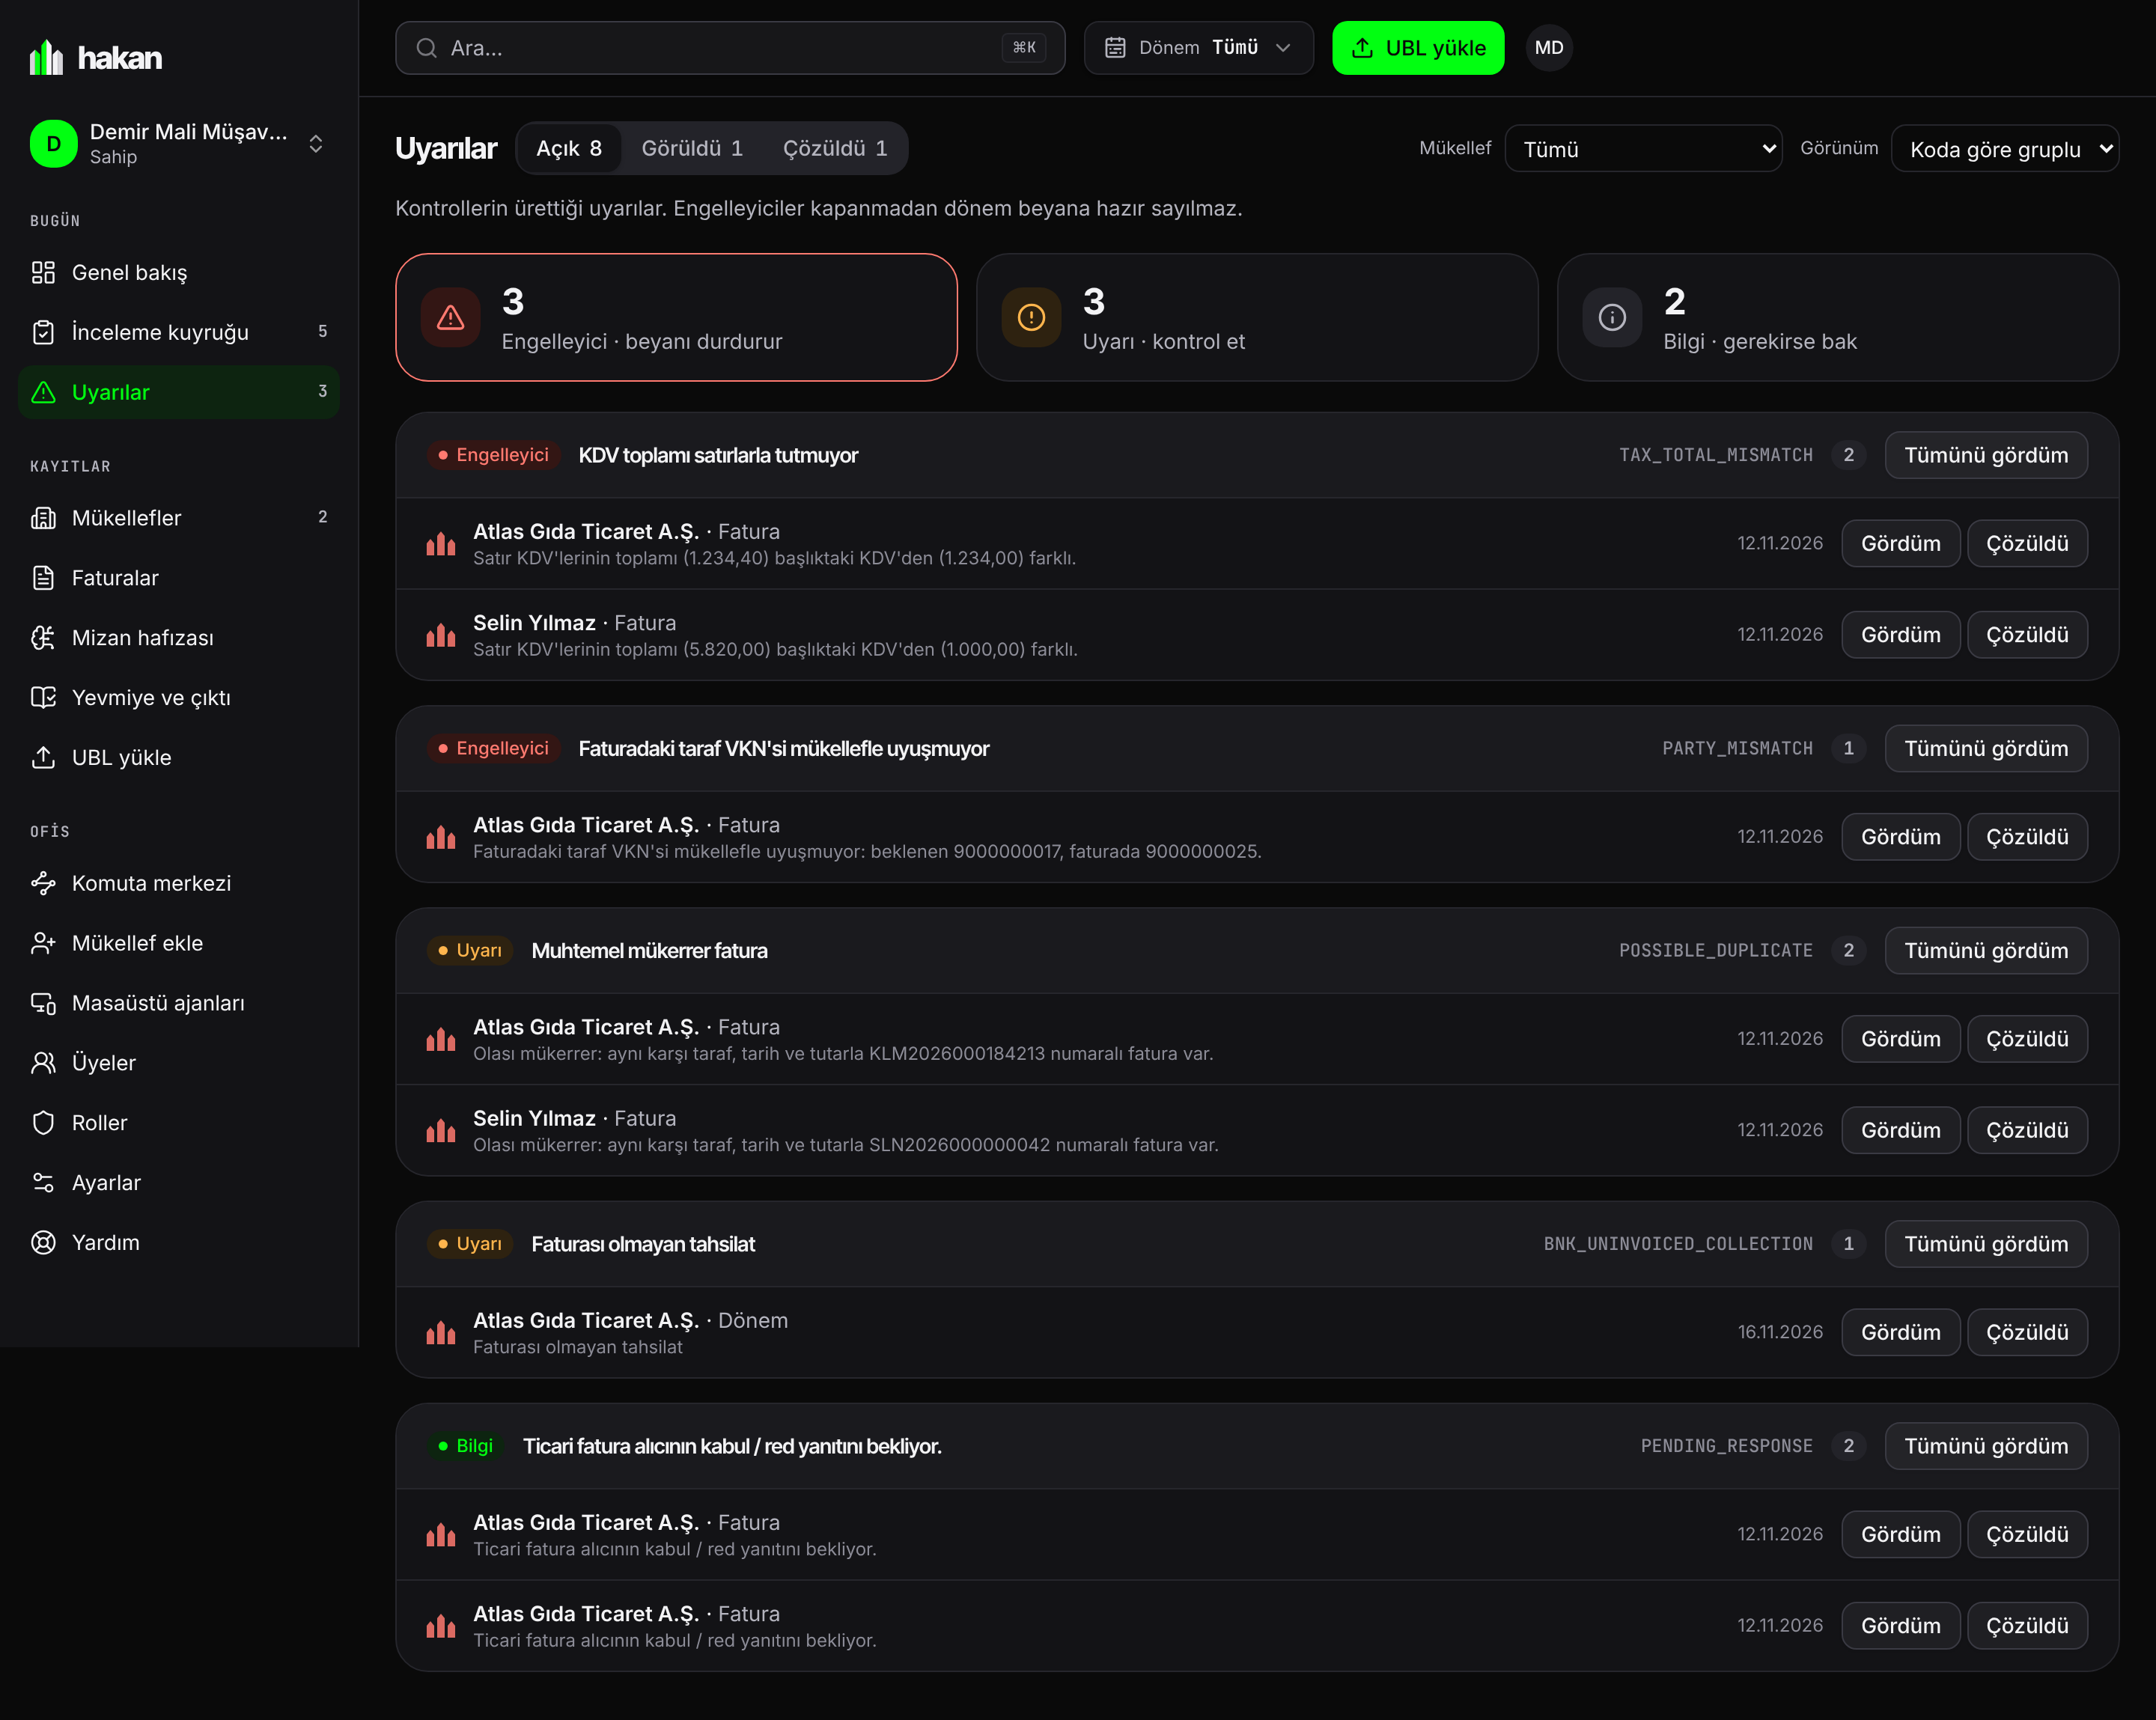 hakan
Demir Mali Müşav...
Sahip
D
BUGÜN
Genel bakış
İnceleme kuyruğu 5
Uyarılar 3
KAYITLAR
Mükellefler 2
Faturalar
Mizan hafızası
Yevmiye ve çıktı
UBL yükle
OFİS
Komuta merkezi
Mükellef ekle
Masaüstü ajanları
Üyeler
Roller
Ayarlar
Yardım
Ara... ⌘K
Dönem Tümü
UBL yükle
MD
Uyarılar Açık 8 Görüldü 1 Çözüldü 1
Mükellef Tümü Görünüm Koda göre gruplu
Kontrollerin ürettiği uyarılar. Engelleyiciler kapanmadan dönem beyana hazır sayılmaz.
3
Engelleyici · beyanı durdurur
3
Uyarı · kontrol et
2
Bilgi · gerekirse bak
Engelleyici KDV toplamı satırlarla tutmuyor TAX_TOTAL_MISMATCH 2 Tümünü gördüm
Atlas Gıda Ticaret A.Ş. · Fatura
Satır KDV'lerinin toplamı (1.234,40) başlıktaki KDV'den (1.234,00) farklı.
12.11.2026 Gördüm Çözüldü
Selin Yılmaz · Fatura
Satır KDV'lerinin toplamı (5.820,00) başlıktaki KDV'den (1.000,00) farklı.
12.11.2026 Gördüm Çözüldü
Engelleyici Faturadaki taraf VKN'si mükellefle uyuşmuyor PARTY_MISMATCH 1 Tümünü gördüm
Atlas Gıda Ticaret A.Ş. · Fatura
Faturadaki taraf VKN'si mükellefle uyuşmuyor: beklenen 9000000017, faturada 9000000025.
12.11.2026 Gördüm Çözüldü
Uyarı Muhtemel mükerrer fatura POSSIBLE_DUPLICATE 2 Tümünü gördüm
Atlas Gıda Ticaret A.Ş. · Fatura
Olası mükerrer: aynı karşı taraf, tarih ve tutarla KLM2026000184213 numaralı fatura var.
12.11.2026 Gördüm Çözüldü
Selin Yılmaz · Fatura
Olası mükerrer: aynı karşı taraf, tarih ve tutarla SLN2026000000042 numaralı fatura var.
12.11.2026 Gördüm Çözüldü
Uyarı Faturası olmayan tahsilat BNK_UNINVOICED_COLLECTION 1 Tümünü gördüm
Atlas Gıda Ticaret A.Ş. · Dönem
Faturası olmayan tahsilat
16.11.2026 Gördüm Çözüldü
Bilgi Ticari fatura alıcının kabul / red yanıtını bekliyor. PENDING_RESPONSE 2 Tümünü gördüm
Atlas Gıda Ticaret A.Ş. · Fatura
Ticari fatura alıcının kabul / red yanıtını bekliyor.
12.11.2026 Gördüm Çözüldü
Atlas Gıda Ticaret A.Ş. · Fatura
Ticari fatura alıcının kabul / red yanıtını bekliyor.
12.11.2026 Gördüm Çözüldü